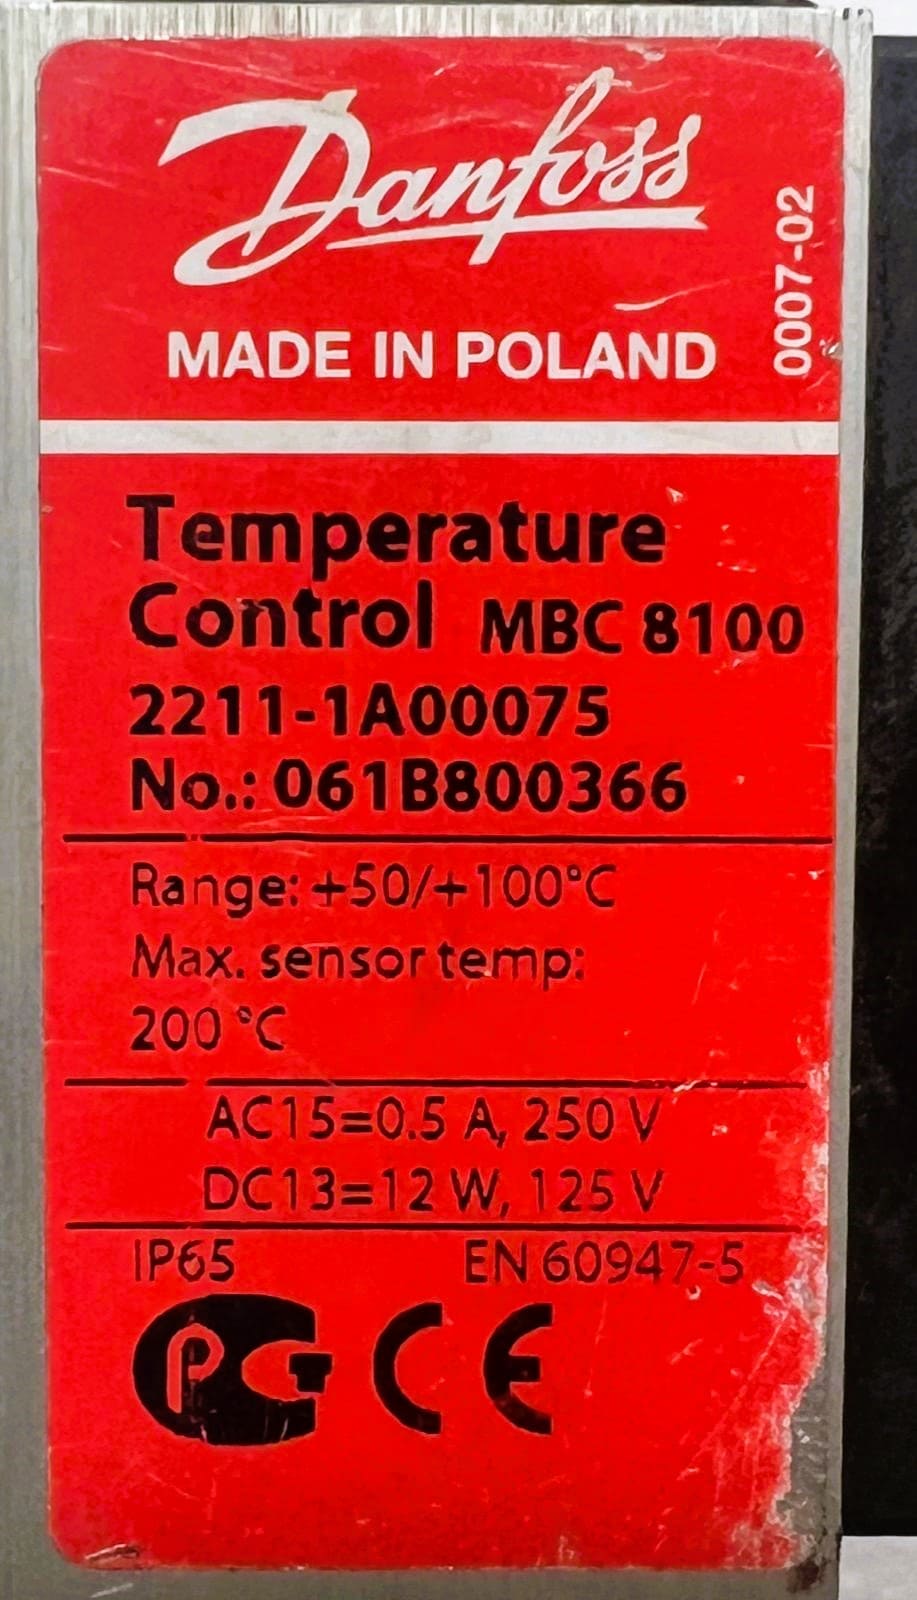 Danfoss
MADE IN POLAND
0007-02
Temperature
Control MBC 8100
2211-1A00075
No.: 061B800366
Range: +50/+100°C
Max. sensor temp:
200 °C
AC15=0.5 A, 250 V
DC13=12 W, 125 V
IP65 EN 60947-5
PG CE